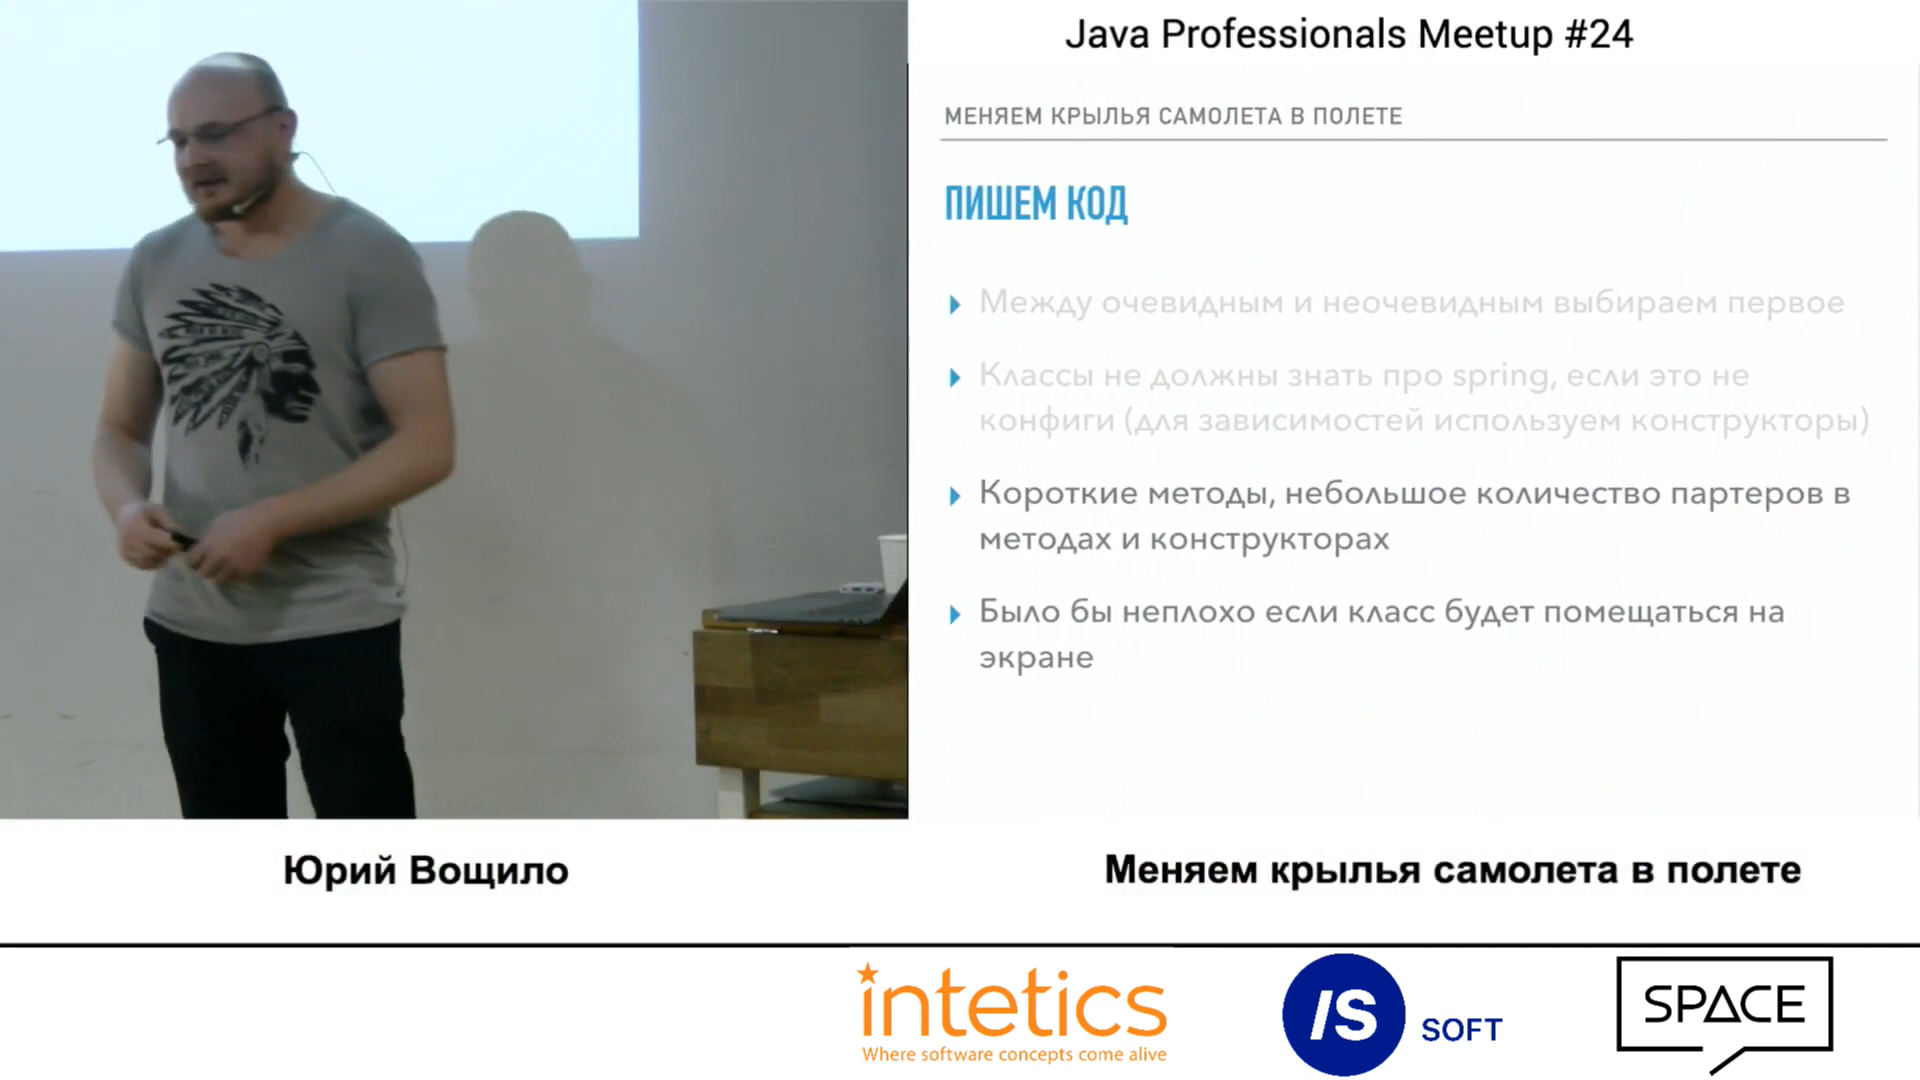 Java Professionals Meetup #24
МЕНЯЕМ КРЫЛЬЯ САМОЛЕТА В ПОЛЕТЕ
ПИШЕМ КОД
Между очевидным и неочевидным выбираем первое
Классы не должны знать про spring, если это не
конфиги (для зависимостей используем конструкторы)
Короткие методы, небольшое количество партеров в
методах и конструкторах
Было бы неплохо если класс будет помещаться на
экране
Юрий Вощило
Меняем крылья самолета в полете
intetics
Where software concepts come alive
/S SOFT
SPACE